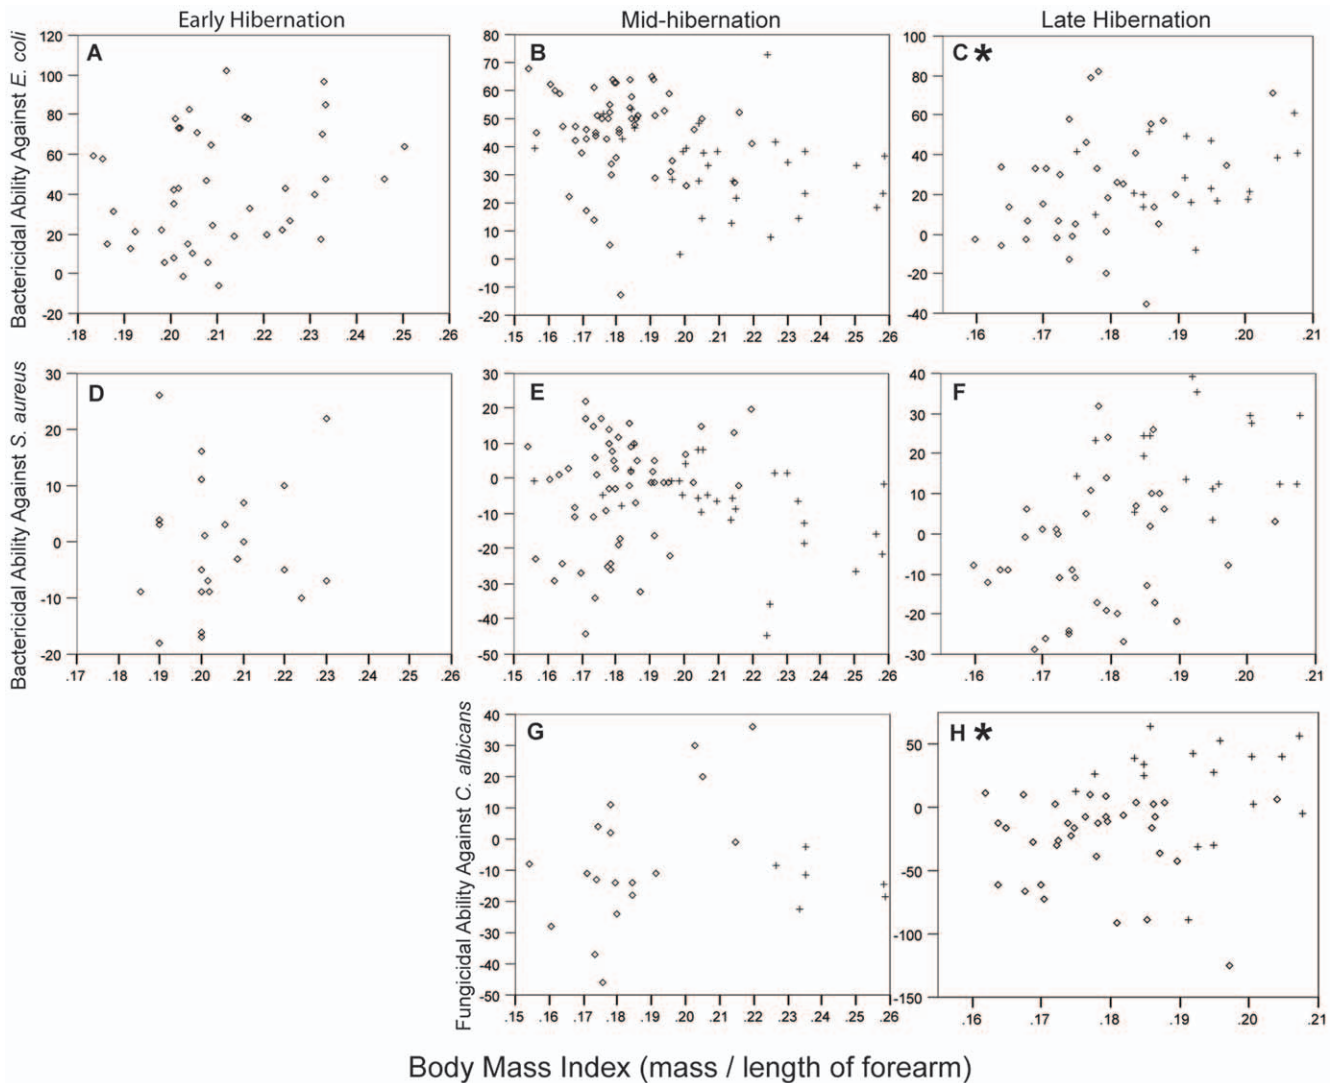 Early Hibernation
Mid-hibernation
Late Hibernation
Bactericidal Ability Against E. coli
A
120
100
80
60
40
20
0
-20
.18 .19 .20 .21 .22 .23 .24 .25 .26
B
80
70
60
50
40
30
20
10
0
-10
-20
.15 .16 .17 .18 .19 .20 .21 .22 .23 .24 .25 .26
C *
100
80
60
40
20
0
-20
-40
.16 .17 .18 .19 .20 .21
Bactericidal Ability Against S. aureus
D
30
20
10
0
-10
-20
.17 .18 .19 .20 .21 .22 .23 .24 .25 .26
E
30
20
10
0
-10
-20
-30
-40
-50
.15 .16 .17 .18 .19 .20 .21 .22 .23 .24 .25 .26
F
40
30
20
10
0
-10
-20
-30
.16 .17 .18 .19 .20 .21
Fungicidal Ability Against C. albicans
G
40
30
20
10
0
-10
-20
-30
-40
-50
.15 .16 .17 .18 .19 .20 .21 .22 .23 .24 .25 .26
H *
50
0
-50
-100
-150
.16 .17 .18 .19 .20 .21
Body Mass Index (mass / length of forearm)